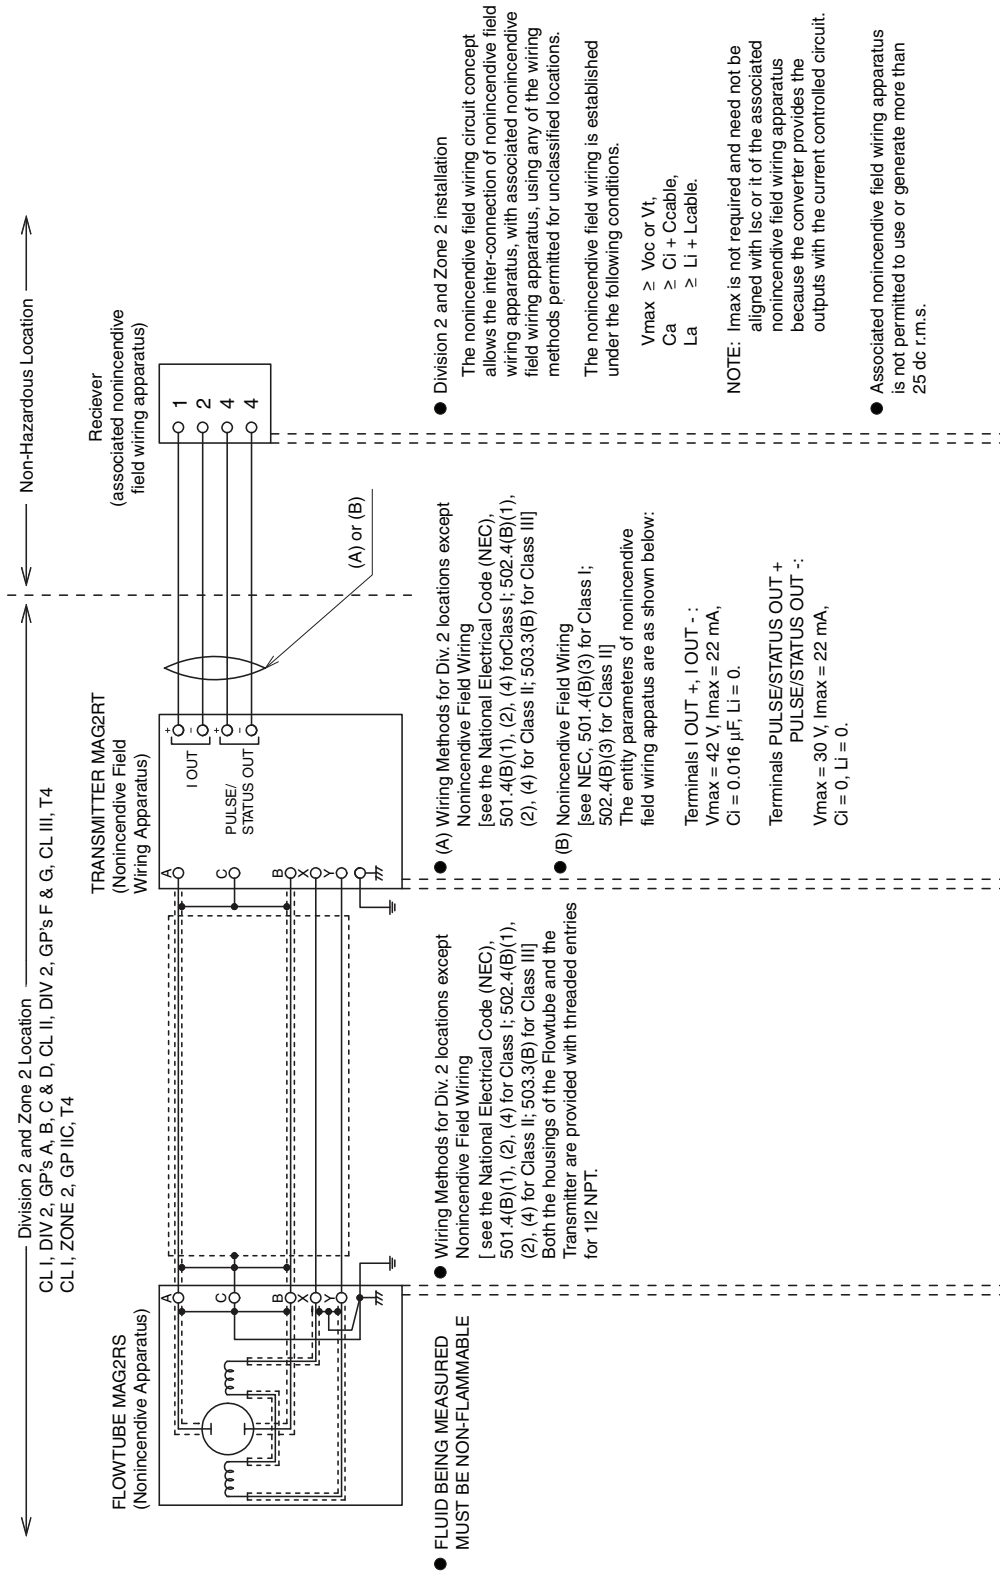 Division 2 and Zone 2 Location
Non-Hazardous Location
CL I, DIV 2, GP's A, B, C & D, CL II, DIV 2, GP's F & G, CL III, T4
CL I, ZONE 2, GP IIC, T4
FLOWTUBE MAG2RS
(Nonincendive Apparatus)
A
C
B
X
Y
TRANSMITTER MAG2RT
(Nonincendive Field
Wiring Apparatus)
A
C
B
X
Y
+
-
+
-
I OUT
PULSE/
STATUS OUT
(A) or (B)
Reciever
(associated nonincendive
field wiring apparatus)
1
2
4
4
● FLUID BEING MEASURED
MUST BE NON-FLAMMABLE
● Wiring Methods for Div. 2 locations except
Nonincendive Field Wiring
[ see the National Electrical Code (NEC),
501.4(B)(1), (2), (4) for Class I; 502.4(B)(1),
(2), (4) for Class II; 503.3(B) for Class III]
Both the housings of the Flowtube and the
Transmitter are provided with threaded entries
for 1I2 NPT.
● (A) Wiring Methods for Div. 2 locations except
Nonincendive Field Wiring
[see the National Electrical Code (NEC),
501.4(B)(1), (2), (4) forClass I; 502.4(B)(1),
(2), (4) for Class II; 503.3(B) for Class III]
● (B) Nonincendive Field Wiring
[see NEC, 501.4(B)(3) for Class I;
502.4(B)(3) for Class II]
The entity parameters of nonincendive
field wiring appatus are as shown below:
Terminals I OUT +, I OUT - :
Vmax = 42 V, Imax = 22 mA,
Ci = 0.016 μF, Li = 0.
Terminals PULSE/STATUS OUT +
PULSE/STATUS OUT -:
Vmax = 30 V, Imax = 22 mA,
Ci = 0, Li = 0.
● Division 2 and Zone 2 installation
The nonincendive field wiring circuit concept
allows the inter-connection of nonincendive field
wiring apparatus, with associated nonincendive
field wiring apparatus, using any of the wiring
methods permitted for unclassified locations.
The nonincendive field wiring is established
under the following conditions.
Vmax ≥ Voc or Vt,
Ca ≥ Ci + Ccable,
La ≥ Li + Lcable.
NOTE: Imax is not required and need not be
aligned with Isc or it of the associated
nonincendive field wiring apparatus
because the converter provides the
outputs with the current controlled circuit.
● Associated nonincendive field wiring apparatus
is not permitted to use or generate more than
25 dc r.m.s.